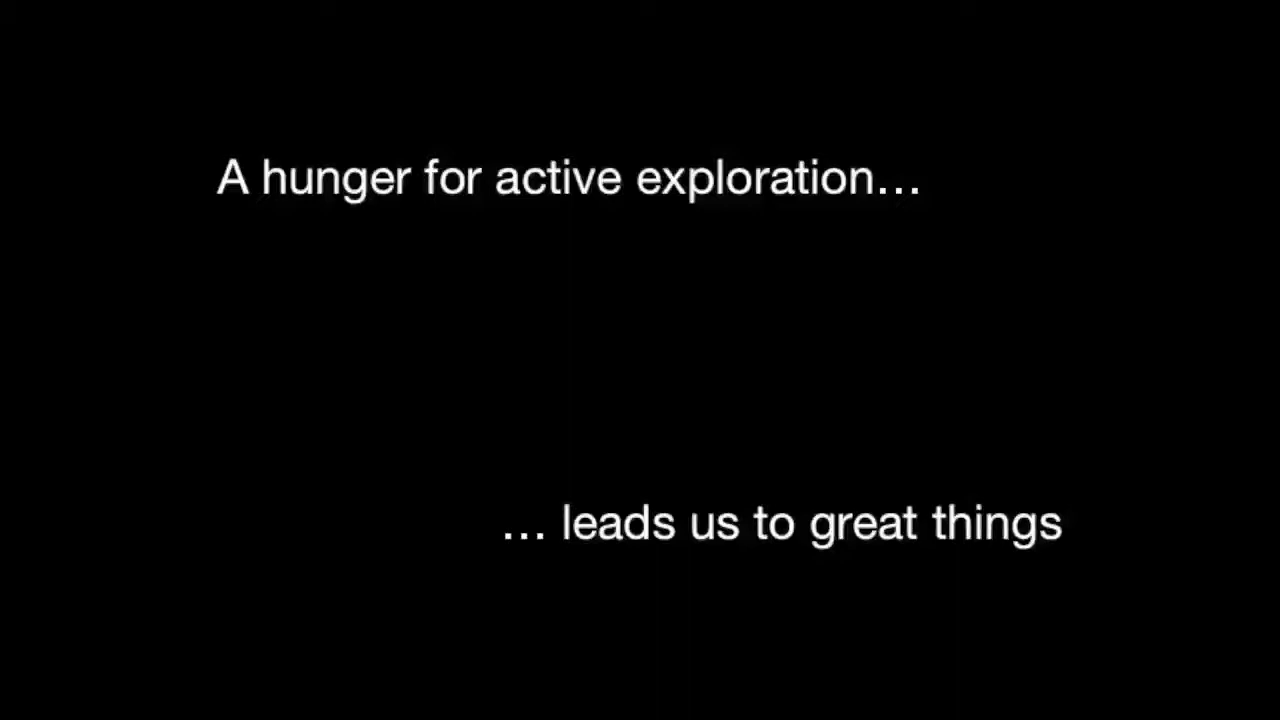 A hunger for active exploration…
… leads us to great things